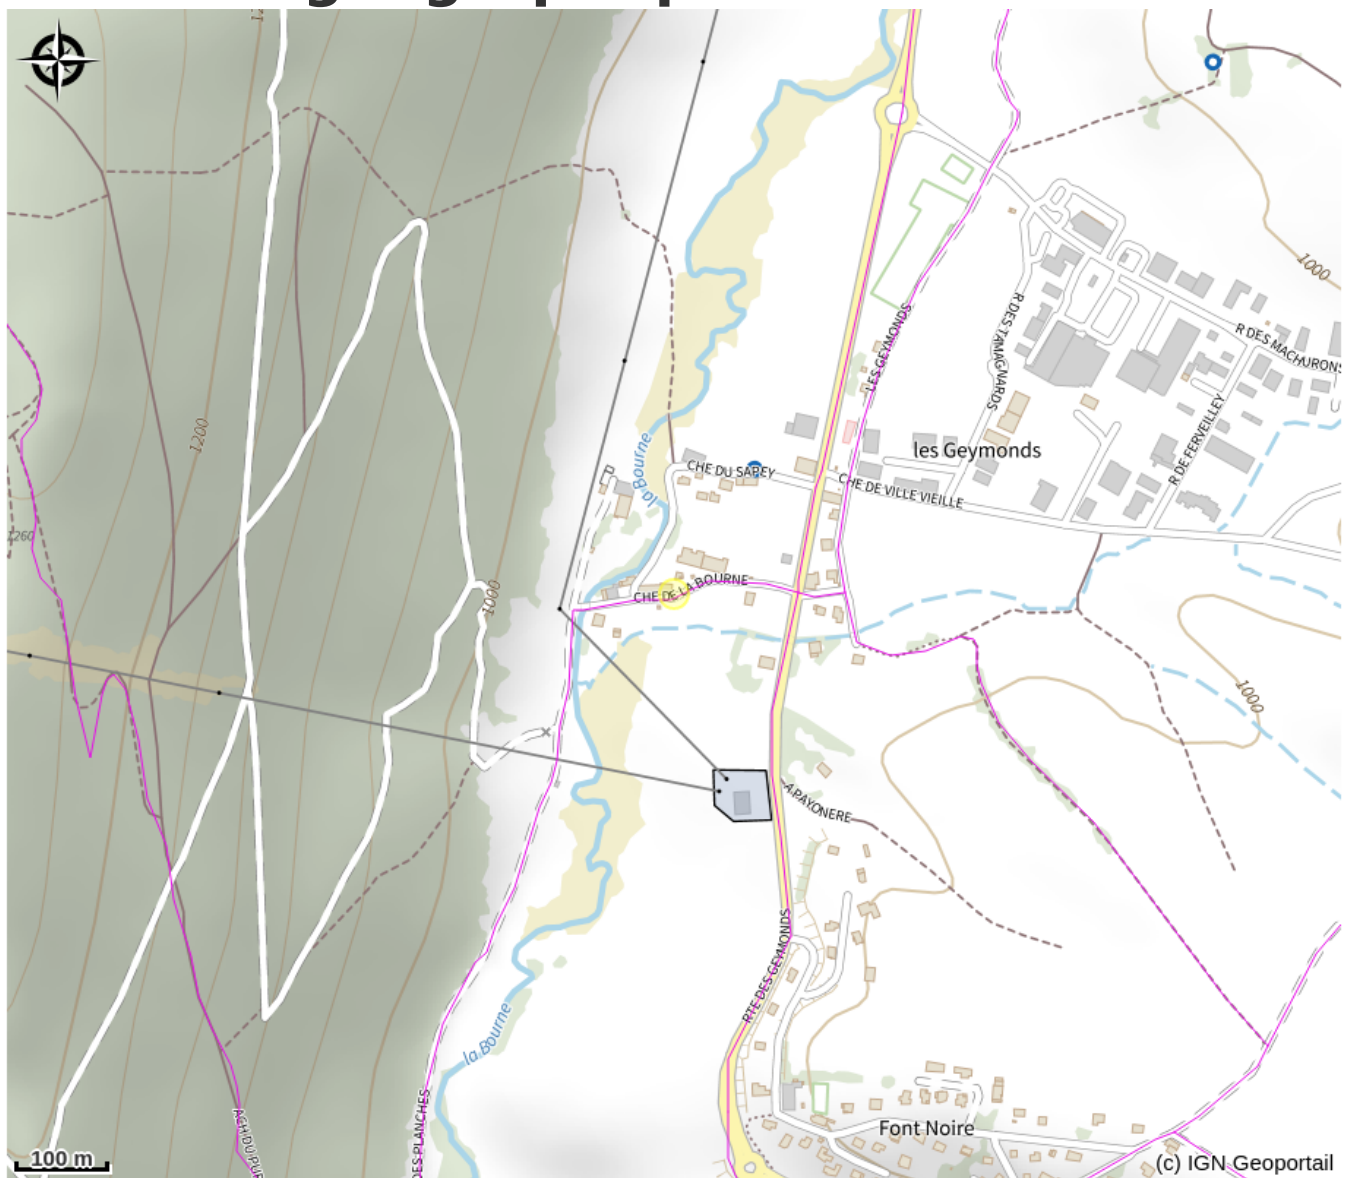 1000
R DES TAMAGNARDS
R DES MACHURONS
LES GEYMONDS
1200
R DE FERVEILLEY
la Bourne
les Geymonds
CHE DU SABEY
CHE DE VILLE VIEILLE
1260
CHE DE LA BOURNE
1000
1000
RTE DES GEYMONDS
la Bourne
DES PLANCHES
Font Noire
100 m
(c) IGN Geoportail